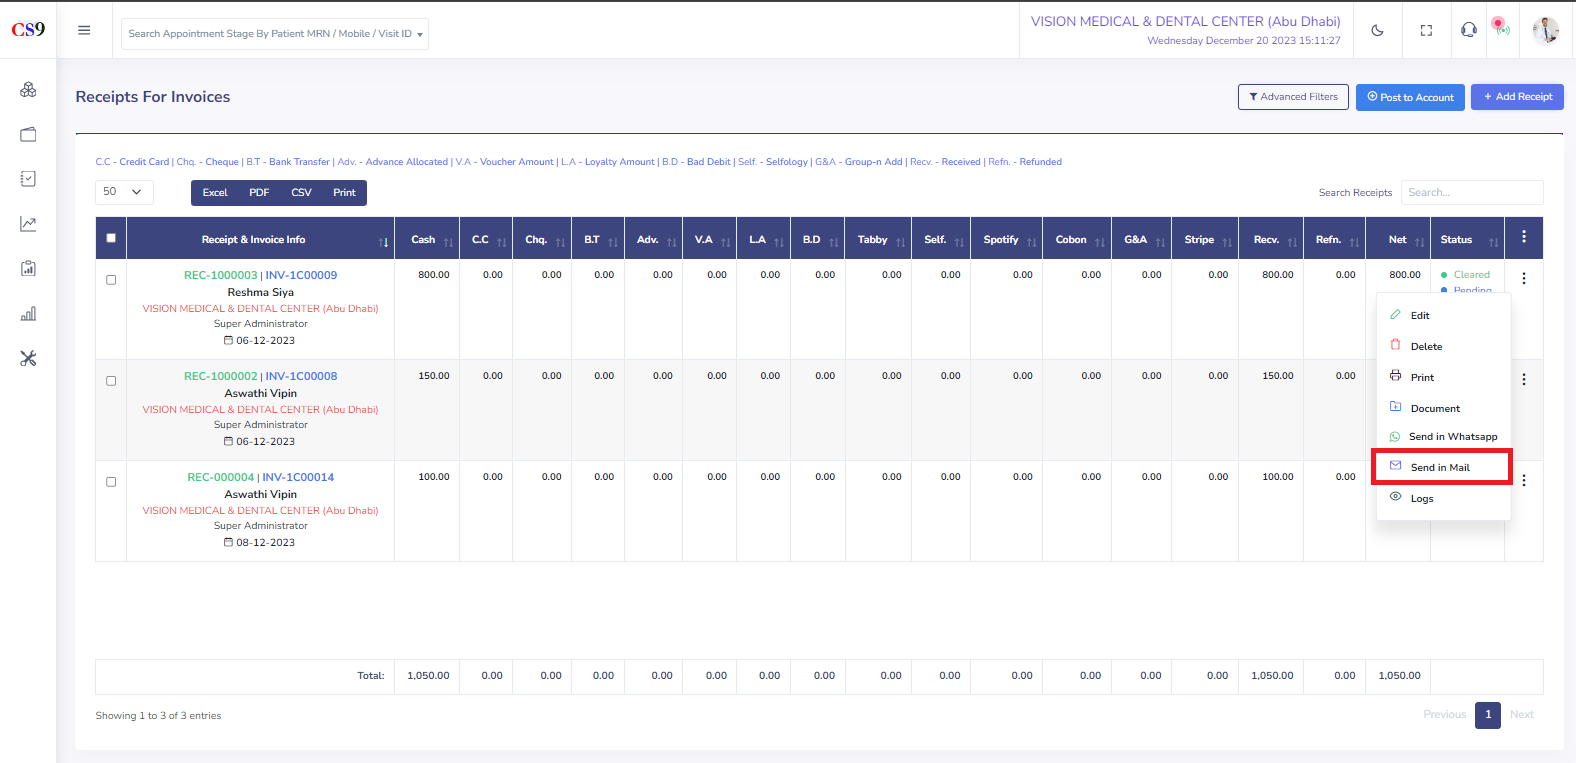 CS9
Search Appointment Stage By Patient MRN / Mobile / Visit ID
VISION MEDICAL & DENTAL CENTER (Abu Dhabi)
Wednesday December 20 2023 15:11:27
Receipts For Invoices
Advanced Filters
Post to Account
+ Add Receipt
C.C - Credit Card | Chq. - Cheque | B.T - Bank Transfer | Adv. - Advance Allocated | V.A - Voucher Amount | L.A - Loyalty Amount | B.D - Bad Debit | Self. - Selfology | G&A - Group-n Add | Recv. - Received | Refn. - Refunded
50
Excel PDF CSV Print
Search Receipts Search...
Receipt & Invoice Info Cash C.C Chq. B.T Adv. V.A L.A B.D Tabby Self. Spotify Cobon G&A Stripe Recv. Refn. Net Status
REC-1000003 | INV-1C00009 800.00 0.00 0.00 0.00 0.00 0.00 0.00 0.00 0.00 0.00 0.00 0.00 0.00 0.00 800.00 0.00 800.00 Cleared
Pending
Reshma Siya
VISION MEDICAL & DENTAL CENTER (Abu Dhabi)
Super Administrator
06-12-2023
REC-1000002 | INV-1C00008 150.00 0.00 0.00 0.00 0.00 0.00 0.00 0.00 0.00 0.00 0.00 0.00 0.00 0.00 150.00 0.00
Aswathi Vipin
VISION MEDICAL & DENTAL CENTER (Abu Dhabi)
Super Administrator
06-12-2023
REC-000004 | INV-1C00014 100.00 0.00 0.00 0.00 0.00 0.00 0.00 0.00 0.00 0.00 0.00 0.00 0.00 0.00 100.00 0.00
Aswathi Vipin
VISION MEDICAL & DENTAL CENTER (Abu Dhabi)
Super Administrator
08-12-2023
Edit
Delete
Print
Document
Send in Whatsapp
Send in Mail
Logs
Total: 1,050.00 0.00 0.00 0.00 0.00 0.00 0.00 0.00 0.00 0.00 0.00 0.00 0.00 0.00 1,050.00 0.00 1,050.00
Showing 1 to 3 of 3 entries
Previous 1 Next